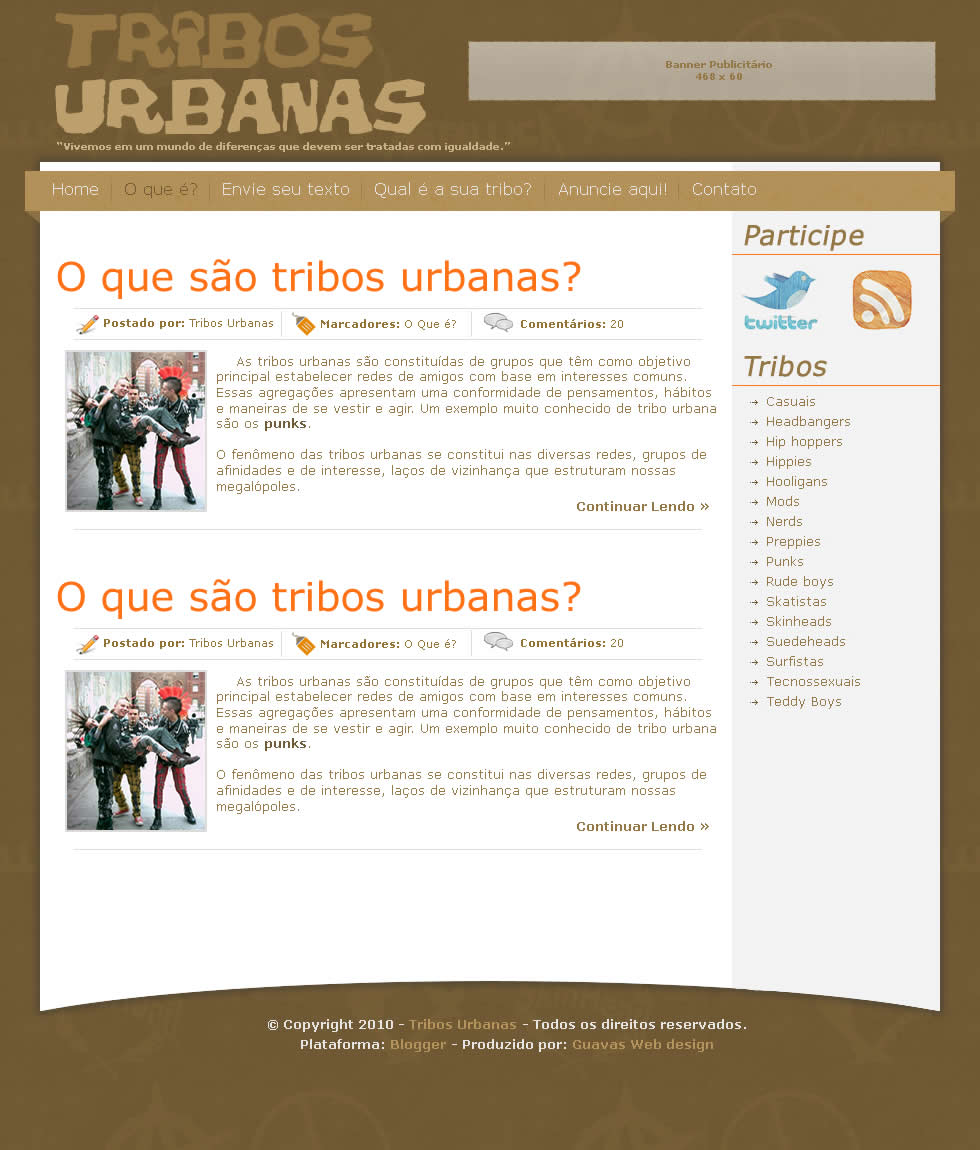 TRIBOS
URBANAS
"Vivemos em um mundo de diferenças que devem ser tratadas com igualdade."
Banner Publicitário
468 x 60
Home O que é? Envie seu texto Qual é a sua tribo? Anuncie aqui! Contato
O que são tribos urbanas?
Postado por: Tribos Urbanas Marcadores: O Que é? Comentários: 20
As tribos urbanas são constituídas de grupos que têm como objetivo
principal estabelecer redes de amigos com base em interesses comuns.
Essas agregações apresentam uma conformidade de pensamentos, hábitos
e maneiras de se vestir e agir. Um exemplo muito conhecido de tribo urbana
são os punks.
O fenômeno das tribos urbanas se constitui nas diversas redes, grupos de
afinidades e de interesse, laços de vizinhança que estruturam nossas
megalópoles.
Continuar Lendo »
O que são tribos urbanas?
Postado por: Tribos Urbanas Marcadores: O Que é? Comentários: 20
As tribos urbanas são constituídas de grupos que têm como objetivo
principal estabelecer redes de amigos com base em interesses comuns.
Essas agregações apresentam uma conformidade de pensamentos, hábitos
e maneiras de se vestir e agir. Um exemplo muito conhecido de tribo urbana
são os punks.
O fenômeno das tribos urbanas se constitui nas diversas redes, grupos de
afinidades e de interesse, laços de vizinhança que estruturam nossas
megalópoles.
Continuar Lendo »
Participe
twitter
Tribos
Casuais
Headbangers
Hip hoppers
Hippies
Hooligans
Mods
Nerds
Preppies
Punks
Rude boys
Skatistas
Skinheads
Suedeheads
Surfistas
Tecnossexuais
Teddy Boys
© Copyright 2010 - Tribos Urbanas - Todos os direitos reservados.
Plataforma: Blogger - Produzido por: Guavas Web design